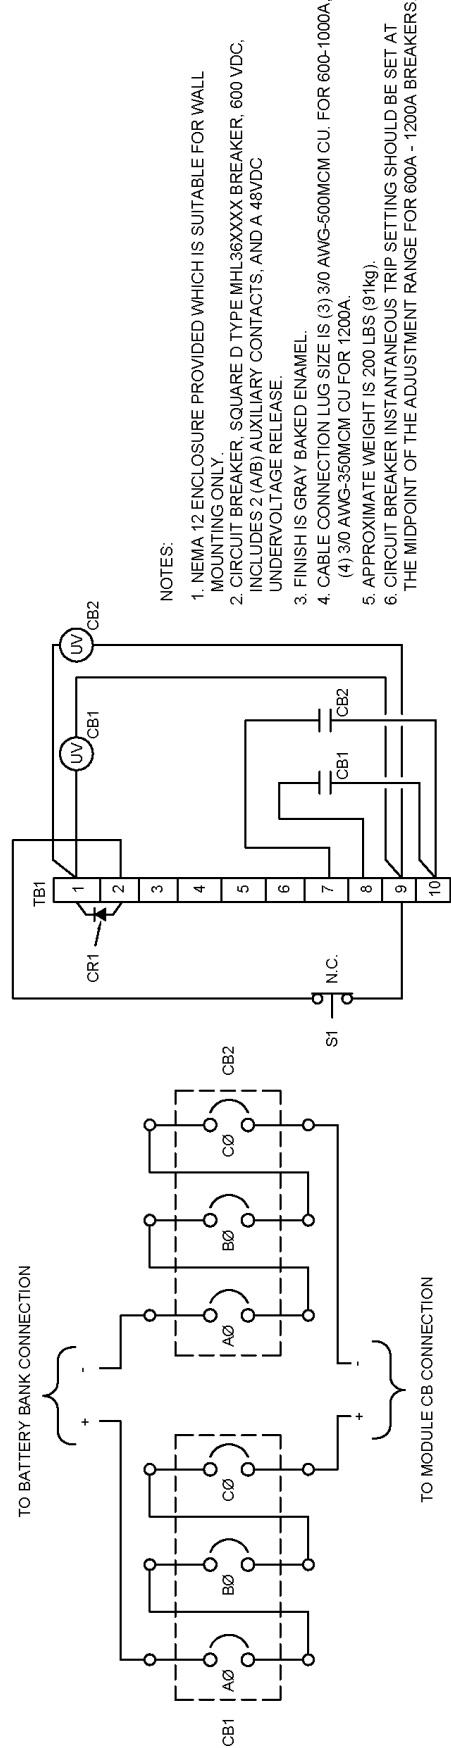 TO BATTERY BANK CONNECTION
+
-
CB1
AØ
BØ
CØ
AØ
BØ
CØ
CB2
+
-
TO MODULE CB CONNECTION
TB1
1
2
3
4
5
6
7
8
9
10
CR1
S1
N.C.
UV
CB1
UV
CB2
CB1
CB2
NOTES:
1. NEMA 12 ENCLOSURE PROVIDED WHICH IS SUITABLE FOR WALL
MOUNTING ONLY.
2. CIRCUIT BREAKER, SQUARE D TYPE MHL36XXXX BREAKER, 600 VDC,
INCLUDES 2 (A/B) AUXILIARY CONTACTS, AND A 48VDC
UNDERVOLTAGE RELEASE.
3. FINISH IS GRAY BAKED ENAMEL.
4. CABLE CONNECTION LUG SIZE IS (3) 3/0 AWG-500MCM CU. FOR 600-1000A,
(4) 3/0 AWG-350MCM CU FOR 1200A.
5. APPROXIMATE WEIGHT IS 200 LBS (91kg).
6. CIRCUIT BREAKER INSTANTANEOUS TRIP SETTING SHOULD BE SET AT
THE MIDPOINT OF THE ADJUSTMENT RANGE FOR 600A - 1200A BREAKERS